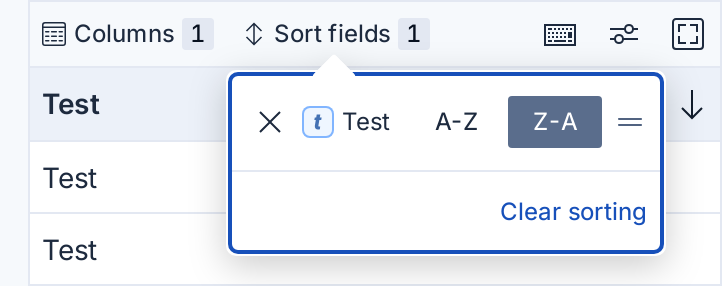 Columns 1 Sort fields 1
Test
t Test A-Z Z-A
Test
Clear sorting
Test